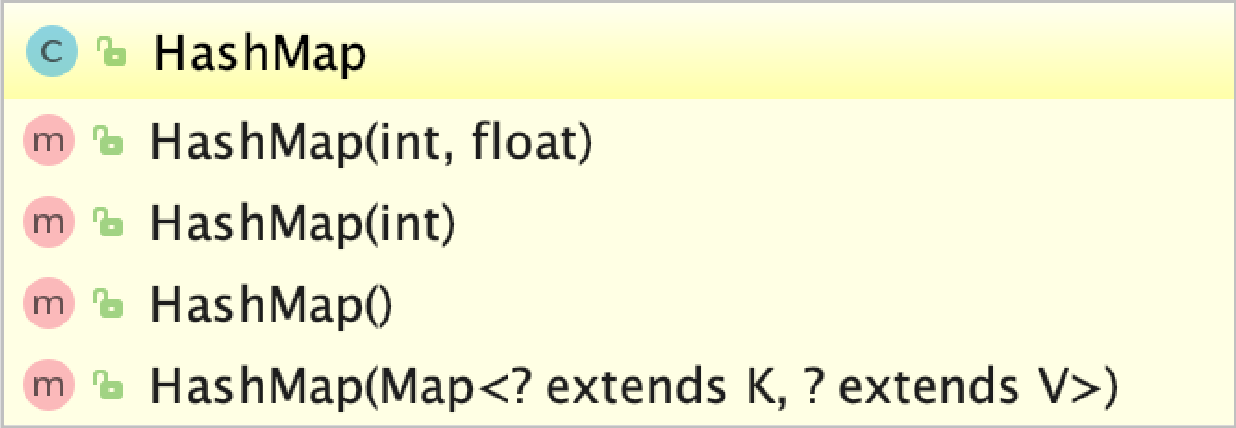 C HashMap
m HashMap(int, float)
m HashMap(int)
m HashMap()
m HashMap(Map<? extends K, ? extends V>)